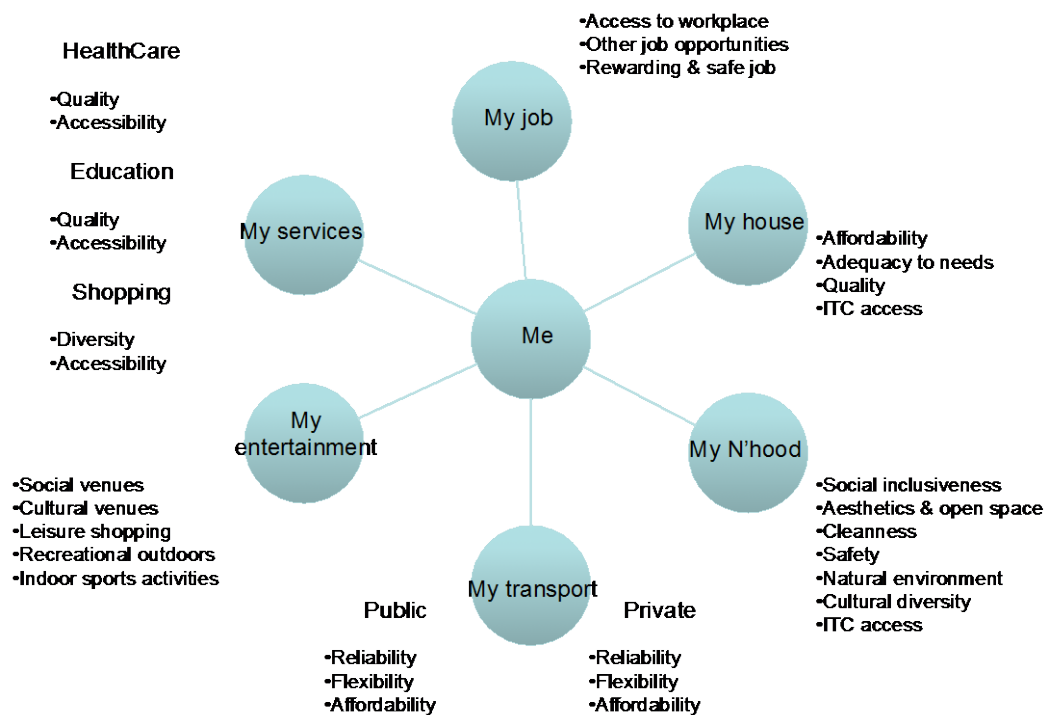 •Access to workplace
•Other job opportunities
•Rewarding & safe job
My job
HealthCare
•Quality
•Accessibility
Education
•Quality
•Accessibility
Shopping
•Diversity
•Accessibility
My services
My house
•Affordability
•Adequacy to needs
•Quality
•ITC access
Me
My
entertainment
•Social venues
•Cultural venues
•Leisure shopping
•Recreational outdoors
•Indoor sports activities
My N'hood
•Social inclusiveness
•Aesthetics & open space
•Cleanness
•Safety
•Natural environment
•Cultural diversity
•ITC access
My transport
Public
•Reliability
•Flexibility
•Affordability
Private
•Reliability
•Flexibility
•Affordability